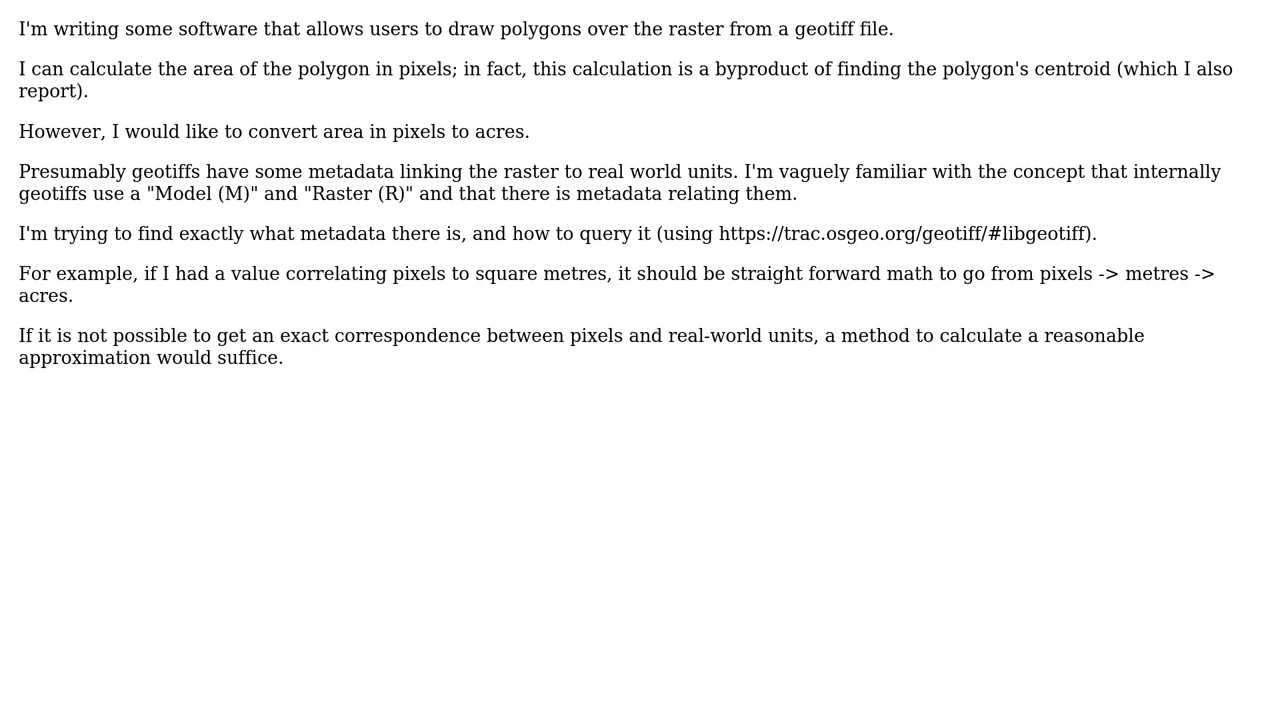 I'm writing some software that allows users to draw polygons over the raster from a geotiff file.
I can calculate the area of the polygon in pixels; in fact, this calculation is a byproduct of finding the polygon's centroid (which I also
report).
However, I would like to convert area in pixels to acres.
Presumably geotiffs have some metadata linking the raster to real world units. I'm vaguely familiar with the concept that internally
geotiffs use a "Model (M)" and "Raster (R)" and that there is metadata relating them.
I'm trying to find exactly what metadata there is, and how to query it (using https://trac.osgeo.org/geotiff/#libgeotiff).
For example, if I had a value correlating pixels to square metres, it should be straight forward math to go from pixels -> metres ->
acres.
If it is not possible to get an exact correspondence between pixels and real-world units, a method to calculate a reasonable
approximation would suffice.